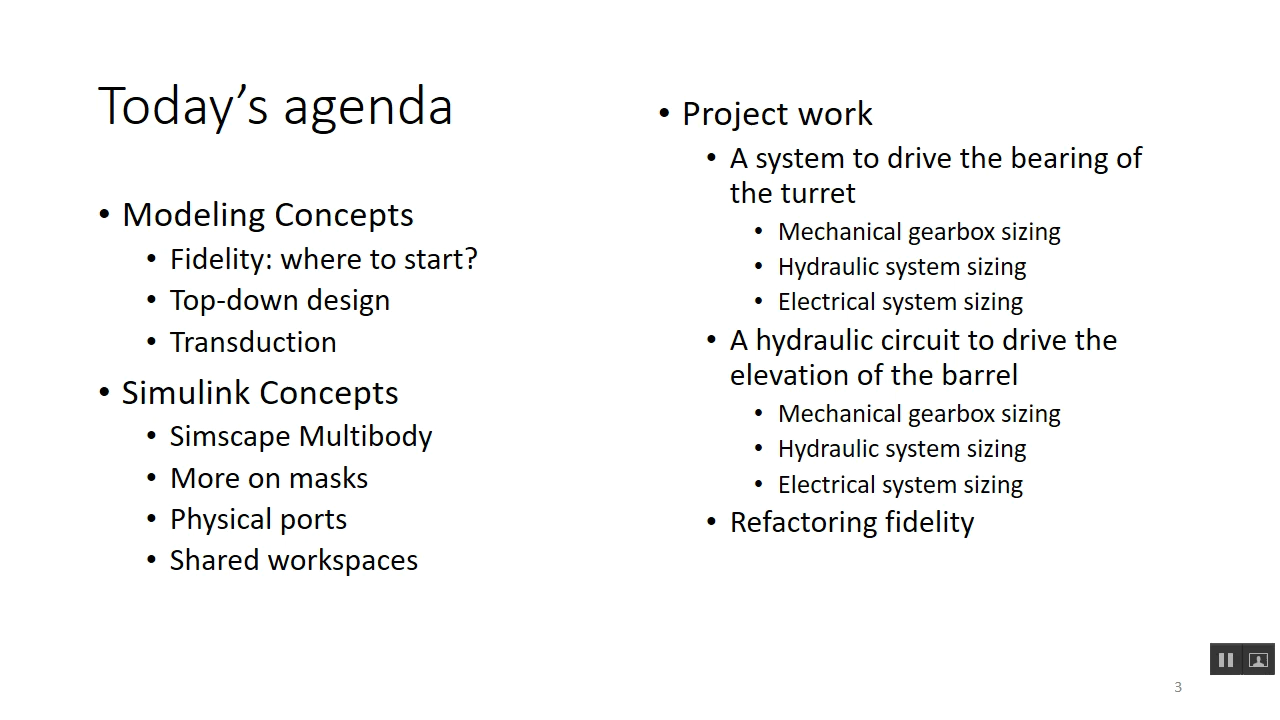 Today’s agenda
• Modeling Concepts
• Fidelity: where to start?
• Top-down design
• Transduction
• Simulink Concepts
• Simscape Multibody
• More on masks
• Physical ports
• Shared workspaces
• Project work
• A system to drive the bearing of
the turret
• Mechanical gearbox sizing
• Hydraulic system sizing
• Electrical system sizing
• A hydraulic circuit to drive the
elevation of the barrel
• Mechanical gearbox sizing
• Hydraulic system sizing
• Electrical system sizing
• Refactoring fidelity
3